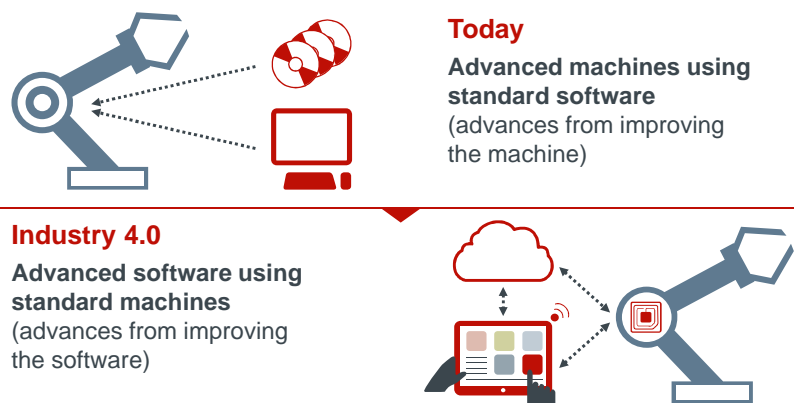 Today
Advanced machines using
standard software
(advances from improving
the machine)
Industry 4.0
Advanced software using
standard machines
(advances from improving
the software)